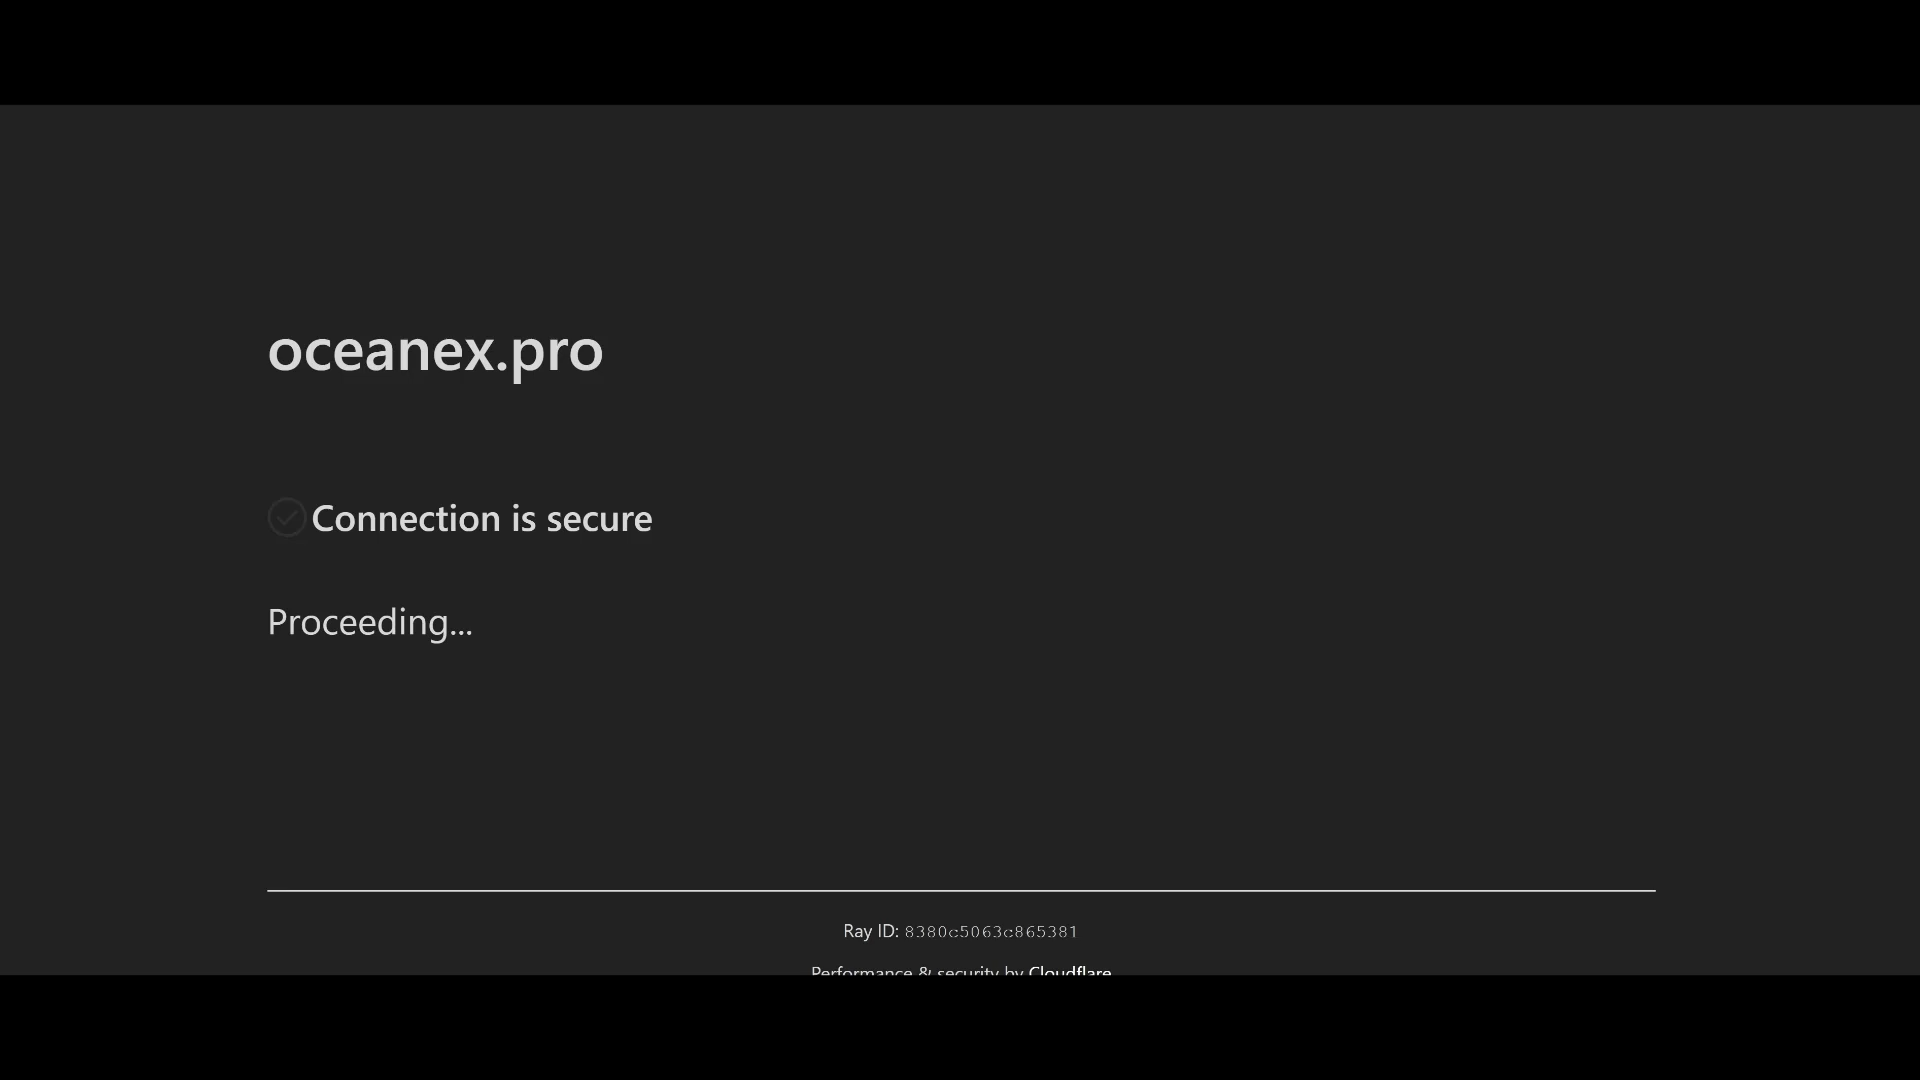 oceanex.pro
Connection is secure
Proceeding...
Ray ID: 8380c5063c865381
Performance & security by Cloudflare